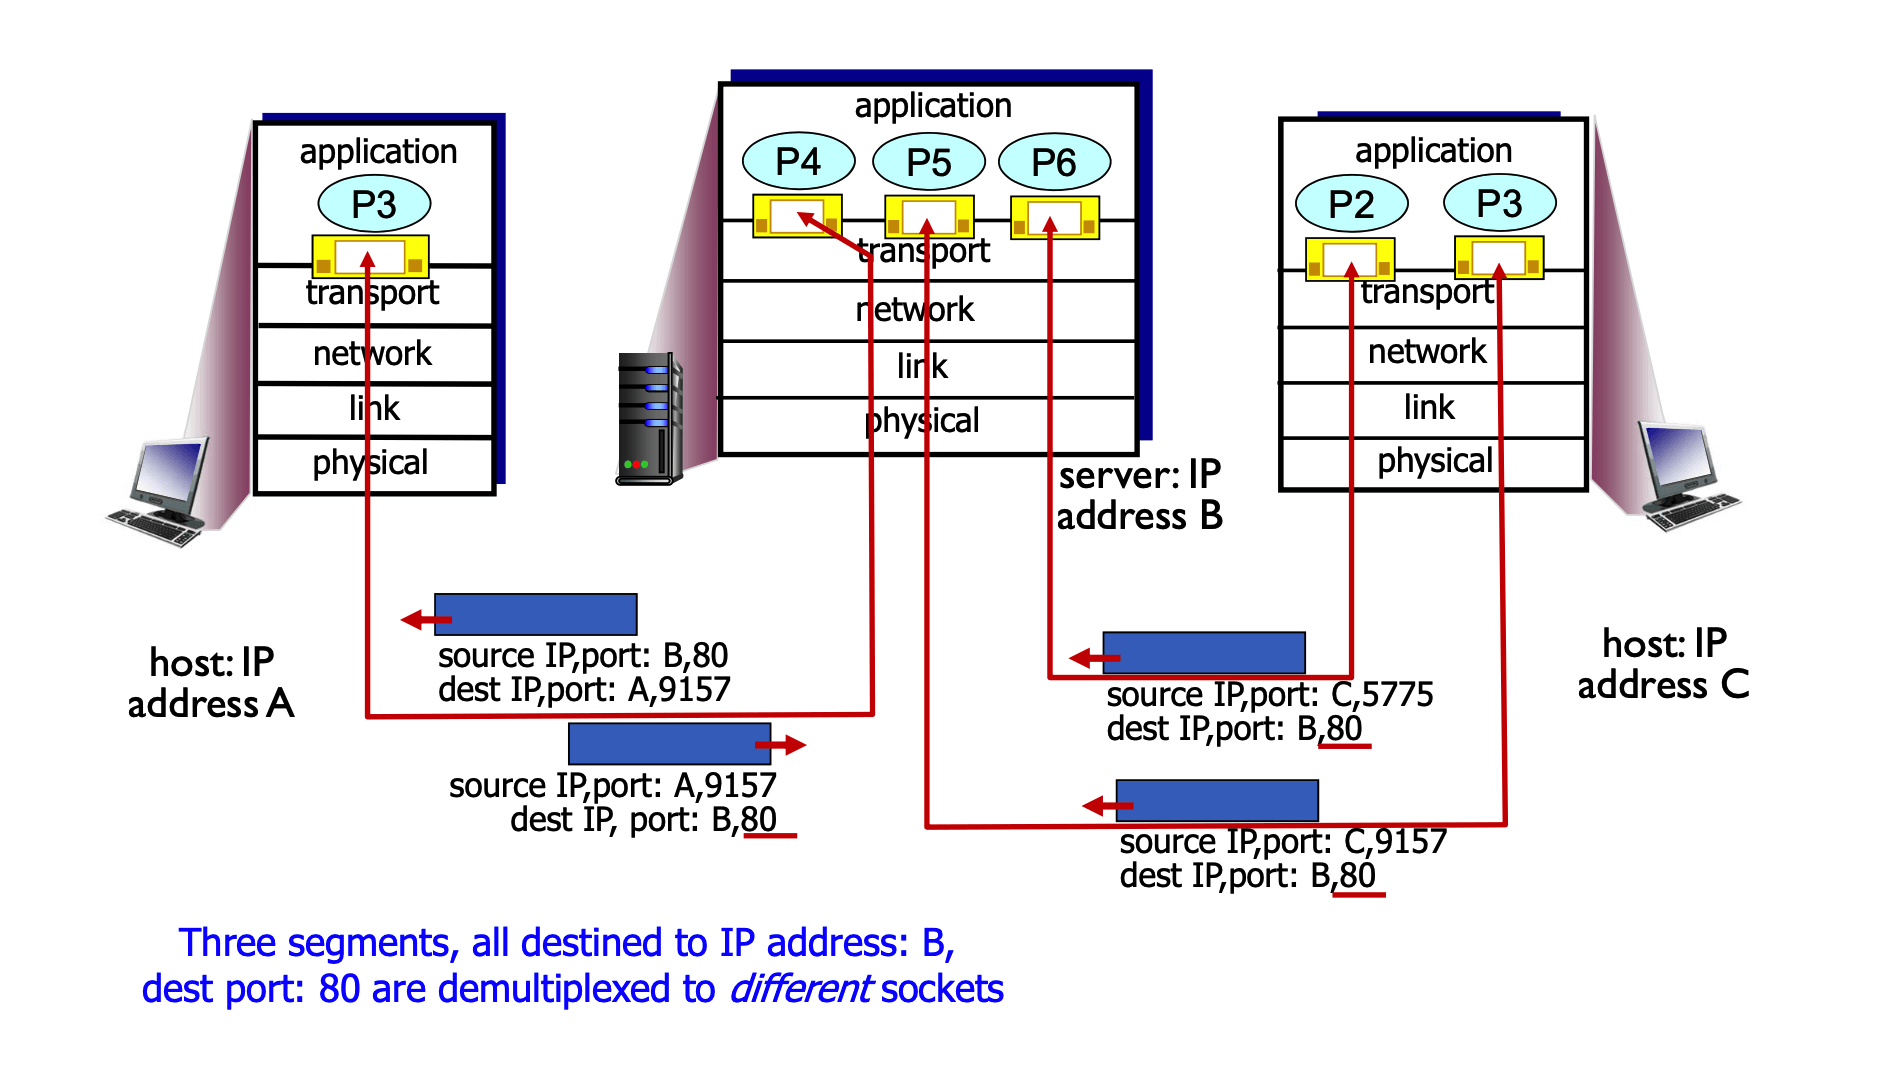 application
P3
transport
network
link
physical
host: IP
address A
application
P4
P5
P6
transport
network
link
physical
server: IP
address B
application
P2
P3
transport
network
link
physical
host: IP
address C
source IP,port: B,80
dest IP,port: A,9157
source IP,port: A,9157
dest IP, port: B,80
source IP,port: C,5775
dest IP,port: B,80
source IP,port: C,9157
dest IP,port: B,80
Three segments, all destined to IP address: B,
dest port: 80 are demultiplexed to different sockets